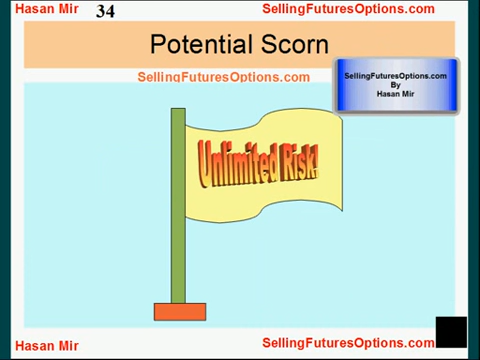 Hasan Mir 34 SellingFuturesOptions.com
Potential Scorn
SellingFuturesOptions.com
SellingFuturesOptions.com
By
Hasan Mir
Unlimited Risk!
Hasan Mir SellingFuturesOptions.com